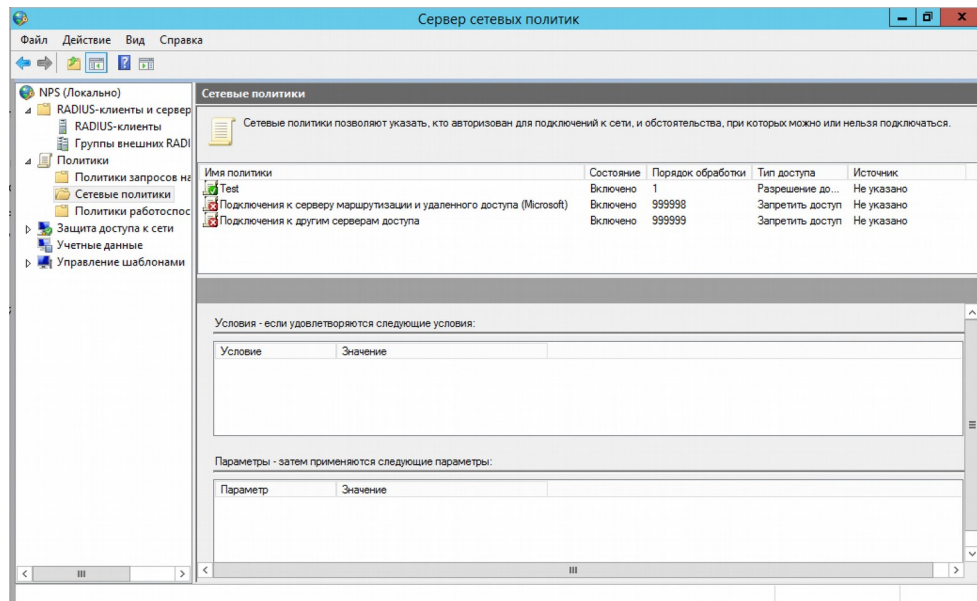 Сервер сетевых политик
Файл Действие Вид Справка
NPS (Локально)
RADIUS-клиенты и сервер
RADIUS-клиенты
Группы внешних RADI
Политики
Политики запросов на
Сетевые политики
Политики работоспос
Защита доступа к сети
Учетные данные
Управление шаблонами
Сетевые политики
Сетевые политики позволяют указать, кто авторизован для подключений к сети, и обстоятельства, при которых можно или нельзя подключаться.
Имя политики Состояние Порядок обработки Тип доступа Источник
Test Включено 1 Разрешение до... Не указано
Подключения к серверу маршрутизации и удаленного доступа (Microsoft) Включено 999998 Запретить доступ Не указано
Подключения к другим серверам доступа Включено 999999 Запретить доступ Не указано
Условия - если удовлетворяются следующие условия:
Условие Значение
Параметры - затем применяются следующие параметры:
Параметр Значение